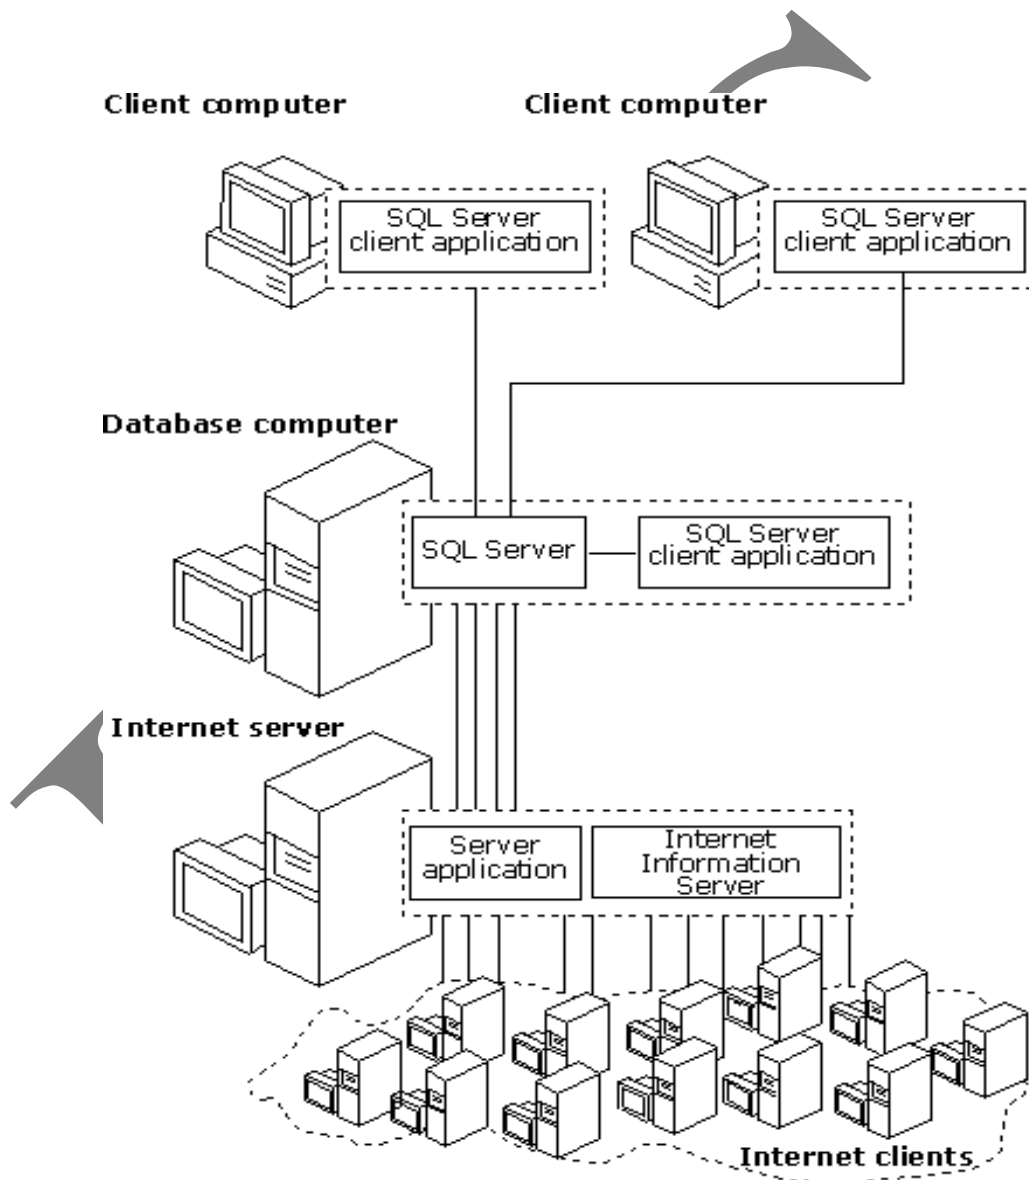 Client computer
Client computer
SQL Server
client application
SQL Server
client application
Database computer
SQL Server
SQL Server
client application
Internet server
Server
application
Internet
Information
Server
Internet clients